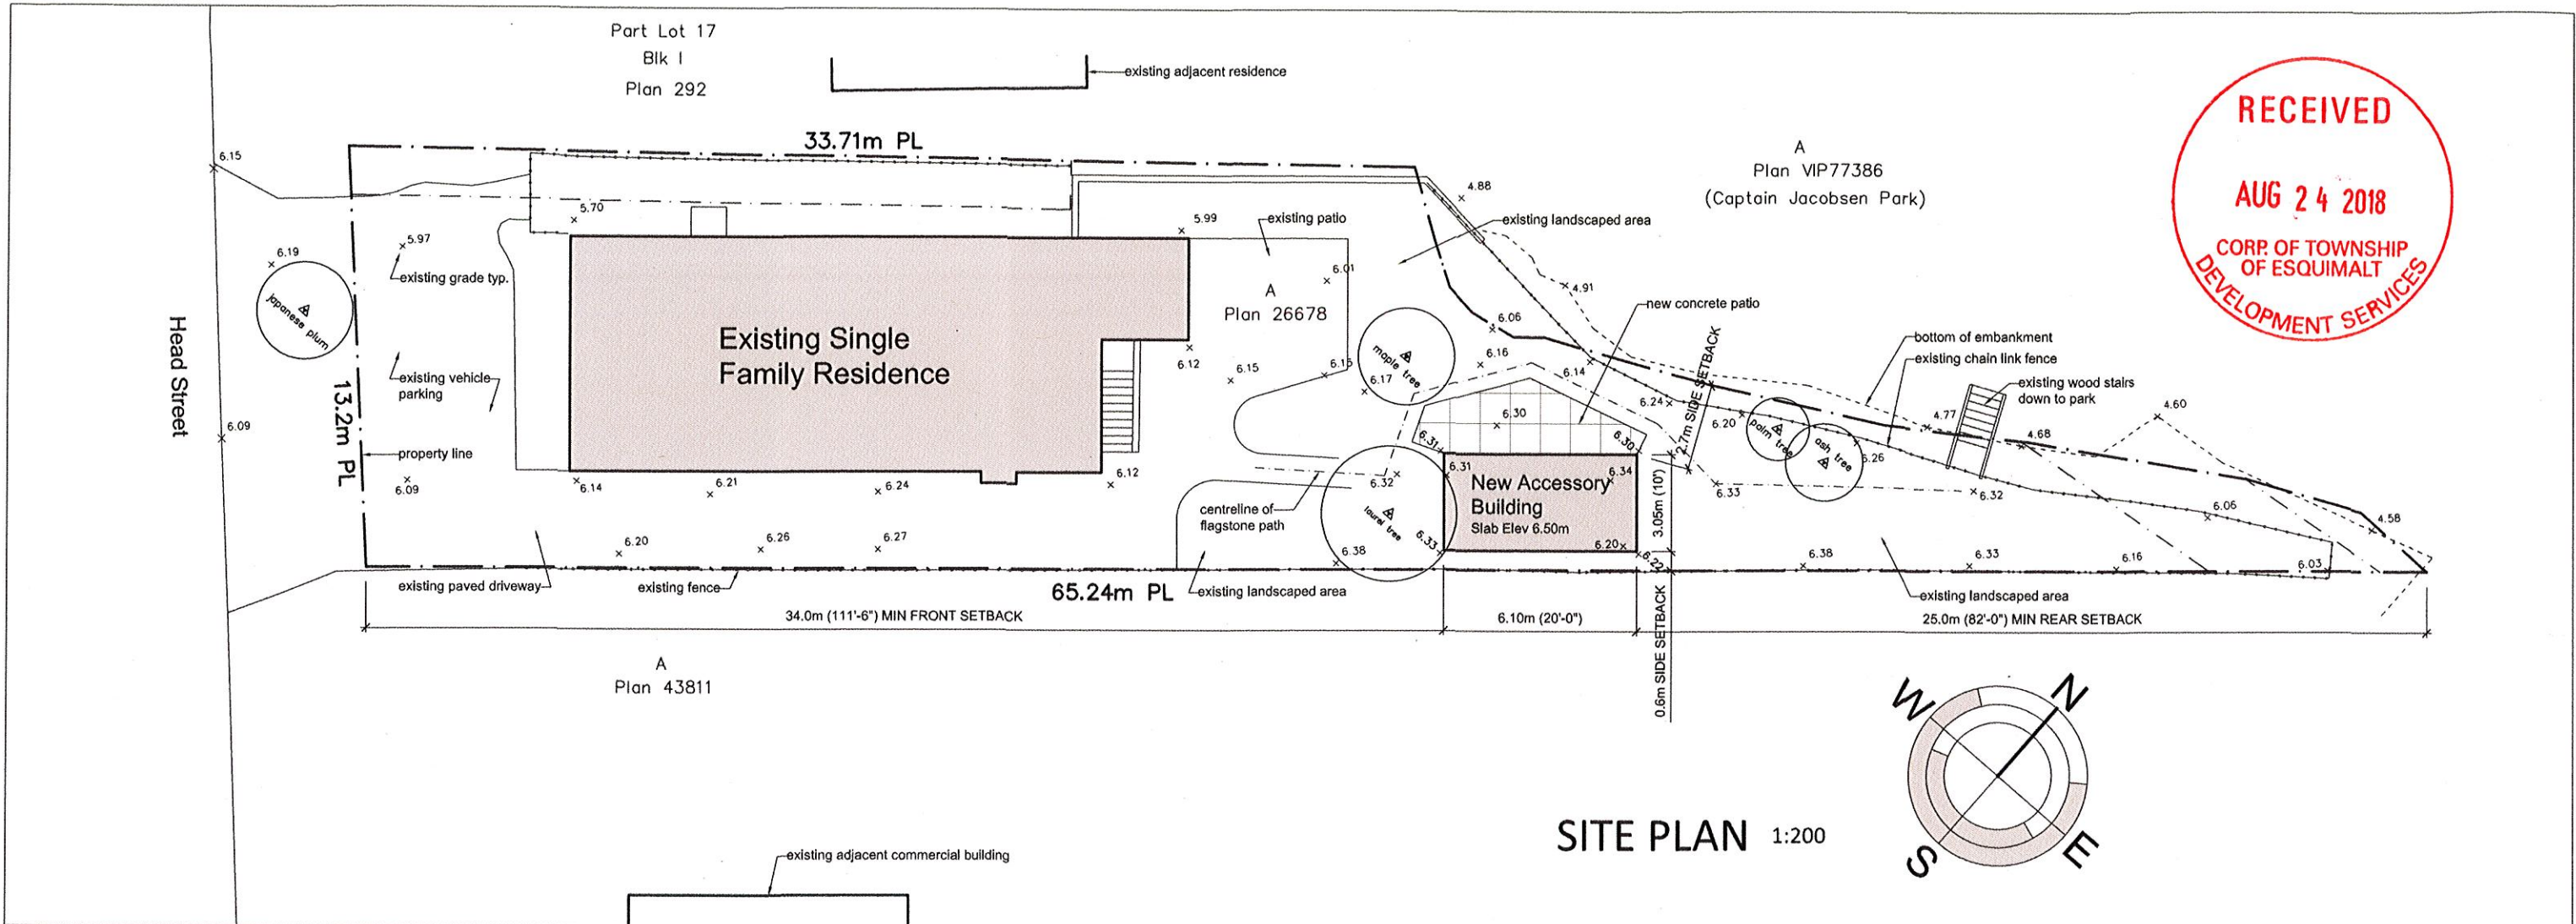 Part Lot 17
Blk I
Plan 292
existing adjacent residence
RECEIVED
AUG 24 2018
CORP. OF TOWNSHIP
OF ESQUIMALT
DEVELOPMENT SERVICES
33.71m PL
A
Plan VIP77386
(Captain Jacobsen Park)
6.15
4.88
5.70
5.99
existing patio
existing landscaped area
5.97
6.19
existing grade typ.
6.01
4.91
japanese plum
A
Plan 26678
new concrete patio
6.06
Head Street
Existing Single
Family Residence
bottom of embankment
existing chain link fence
existing wood stairs
down to park
maple tree
6.16
6.12
6.15
6.15
6.17
6.14
2.7m SIDE SETBACK
existing vehicle
parking
13.2m PL
6.24
6.20
6.30
4.77
4.60
4.68
palm tree
ash tree
6.26
6.09
property line
6.31
6.30
6.31
6.34
New Accessory
Building
Slab Elev 6.50m
6.09
6.14
6.21
6.24
6.12
6.32
6.33
6.32
3.05m (10')
6.06
4.58
centreline of
flagstone path
laurel tree
6.33
6.20
6.22
6.20
6.26
6.27
6.38
6.38
6.33
6.16
6.03
existing paved driveway
existing fence
65.24m PL
existing landscaped area
existing landscaped area
34.0m (111'-6") MIN FRONT SETBACK
6.10m (20'-0")
0.6m SIDE SETBACK
25.0m (82'-0") MIN REAR SETBACK
A
Plan 43811
W
N
S
E
SITE PLAN 1:200
existing adjacent commercial building